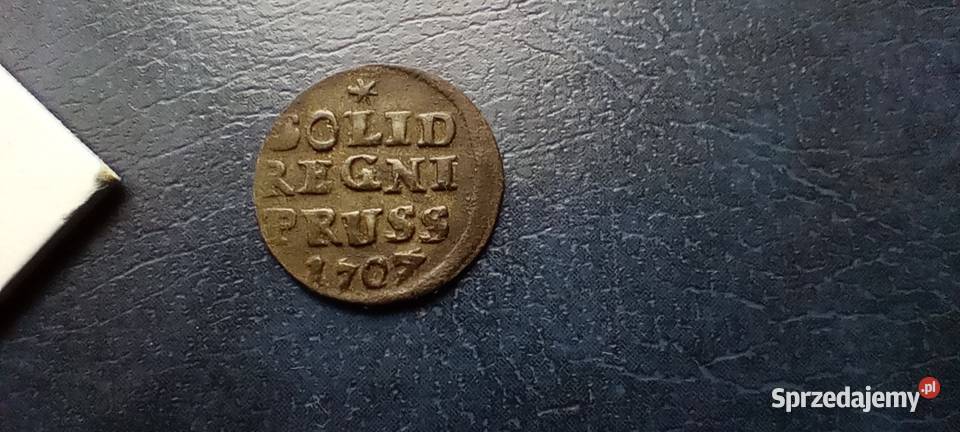 *
SOLID
REGNI
PRUSS
1707
Sprzedajemy.pl